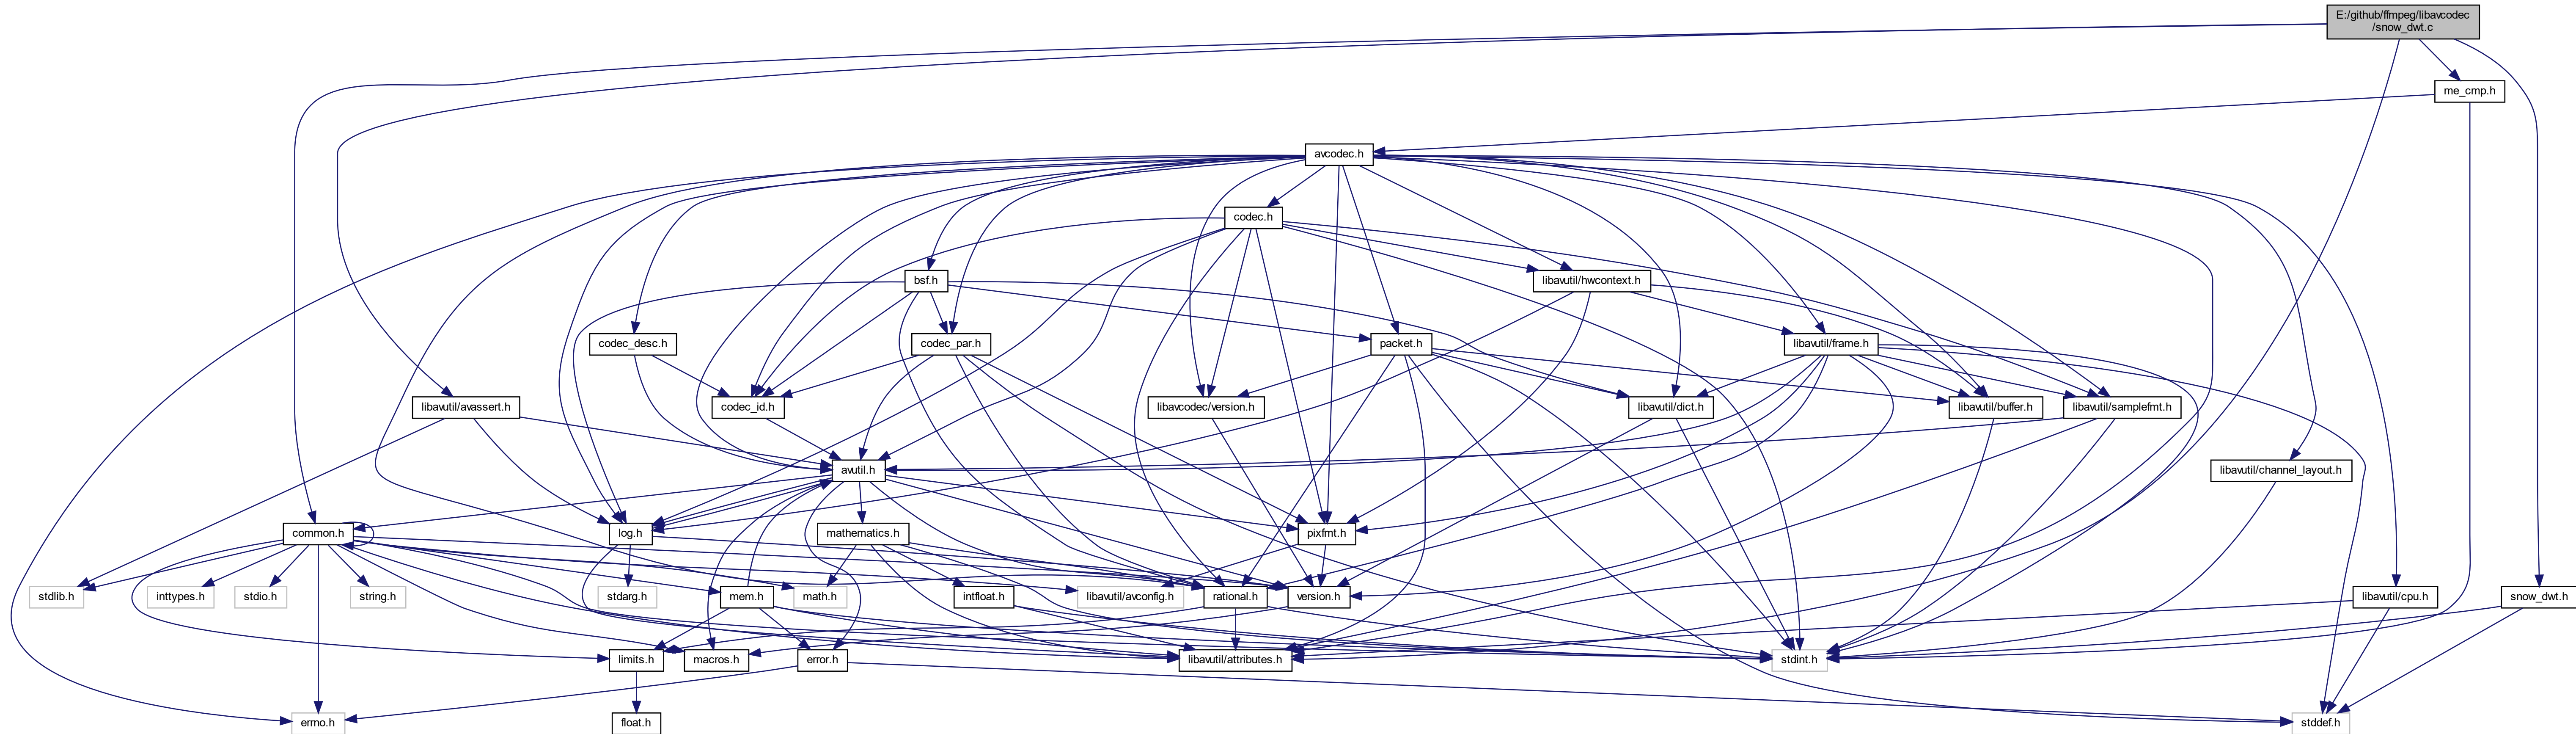 E:/github/ffmpeg/libavcodec
/snow_dwt.c
me_cmp.h
avcodec.h
codec.h
bsf.h
libavutil/hwcontext.h
codec_desc.h
codec_par.h
packet.h
libavutil/frame.h
libavutil/avassert.h
codec_id.h
libavcodec/version.h
libavutil/dict.h
libavutil/buffer.h
libavutil/samplefmt.h
avutil.h
libavutil/channel_layout.h
common.h
log.h
mathematics.h
pixfmt.h
stdlib.h
inttypes.h
stdio.h
string.h
stdarg.h
mem.h
math.h
intfloat.h
libavutil/avconfig.h
rational.h
version.h
libavutil/cpu.h
snow_dwt.h
limits.h
macros.h
error.h
libavutil/attributes.h
stdint.h
errno.h
float.h
stddef.h